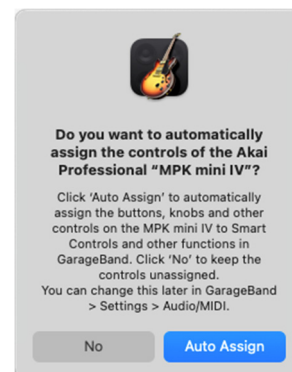 Do you want to automatically
assign the controls of the Akai
Professional “MPK mini IV”?
Click ‘Auto Assign’ to automatically
assign the buttons, knobs and other
controls on the MPK mini IV to Smart
Controls and other functions in
GarageBand. Click ‘No’ to keep the
controls unassigned.
You can change this later in GarageBand
> Settings > Audio/MIDI.
No
Auto Assign